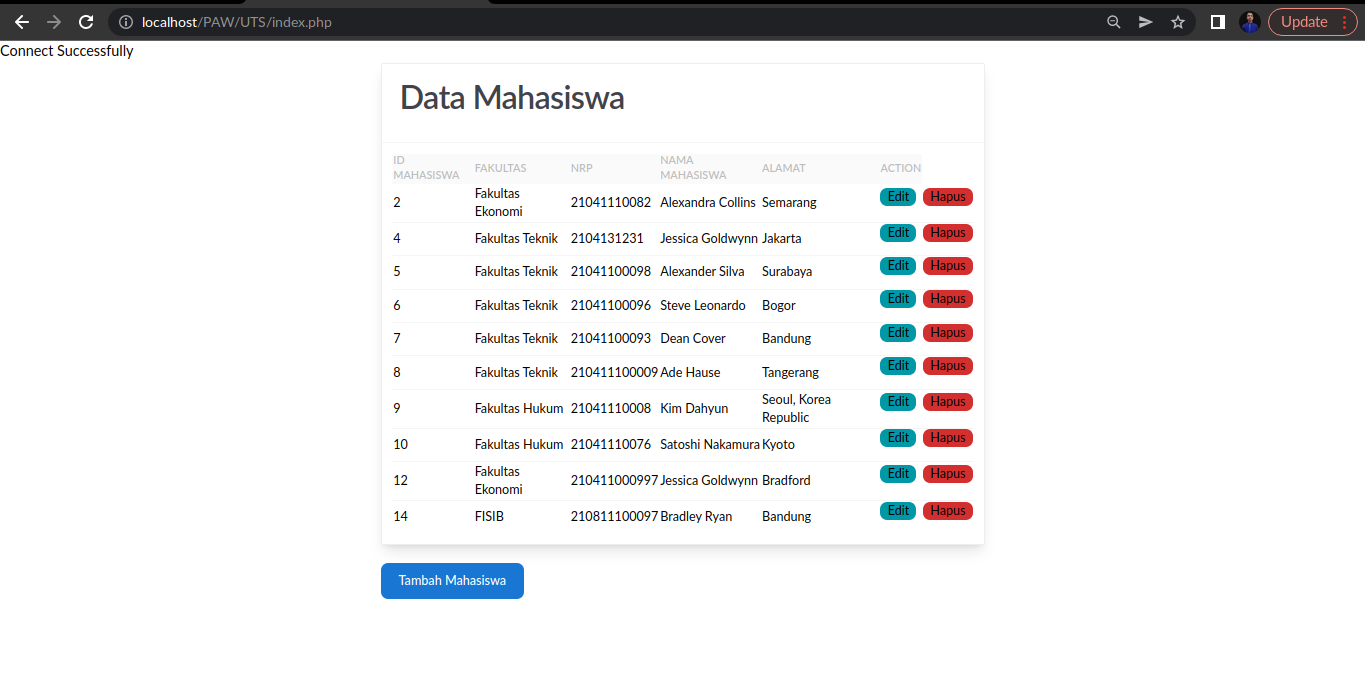 localhost/PAW/UTS/index.php
Update
Connect Successfully
Data Mahasiswa
ID MAHASISWA FAKULTAS NRP NAMA MAHASISWA ALAMAT ACTION
2 Fakultas Ekonomi 21041110082 Alexandra Collins Semarang Edit Hapus
4 Fakultas Teknik 2104131231 Jessica Goldwynn Jakarta Edit Hapus
5 Fakultas Teknik 21041100098 Alexander Silva Surabaya Edit Hapus
6 Fakultas Teknik 21041100096 Steve Leonardo Bogor Edit Hapus
7 Fakultas Teknik 21041100093 Dean Cover Bandung Edit Hapus
8 Fakultas Teknik 210411100009 Ade Hause Tangerang Edit Hapus
9 Fakultas Hukum 21041110008 Kim Dahyun Seoul, Korea Republic Edit Hapus
10 Fakultas Hukum 21041110076 Satoshi Nakamura Kyoto Edit Hapus
12 Fakultas Ekonomi 210411000997 Jessica Goldwynn Bradford Edit Hapus
14 FISIB 210811100097 Bradley Ryan Bandung Edit Hapus
Tambah Mahasiswa